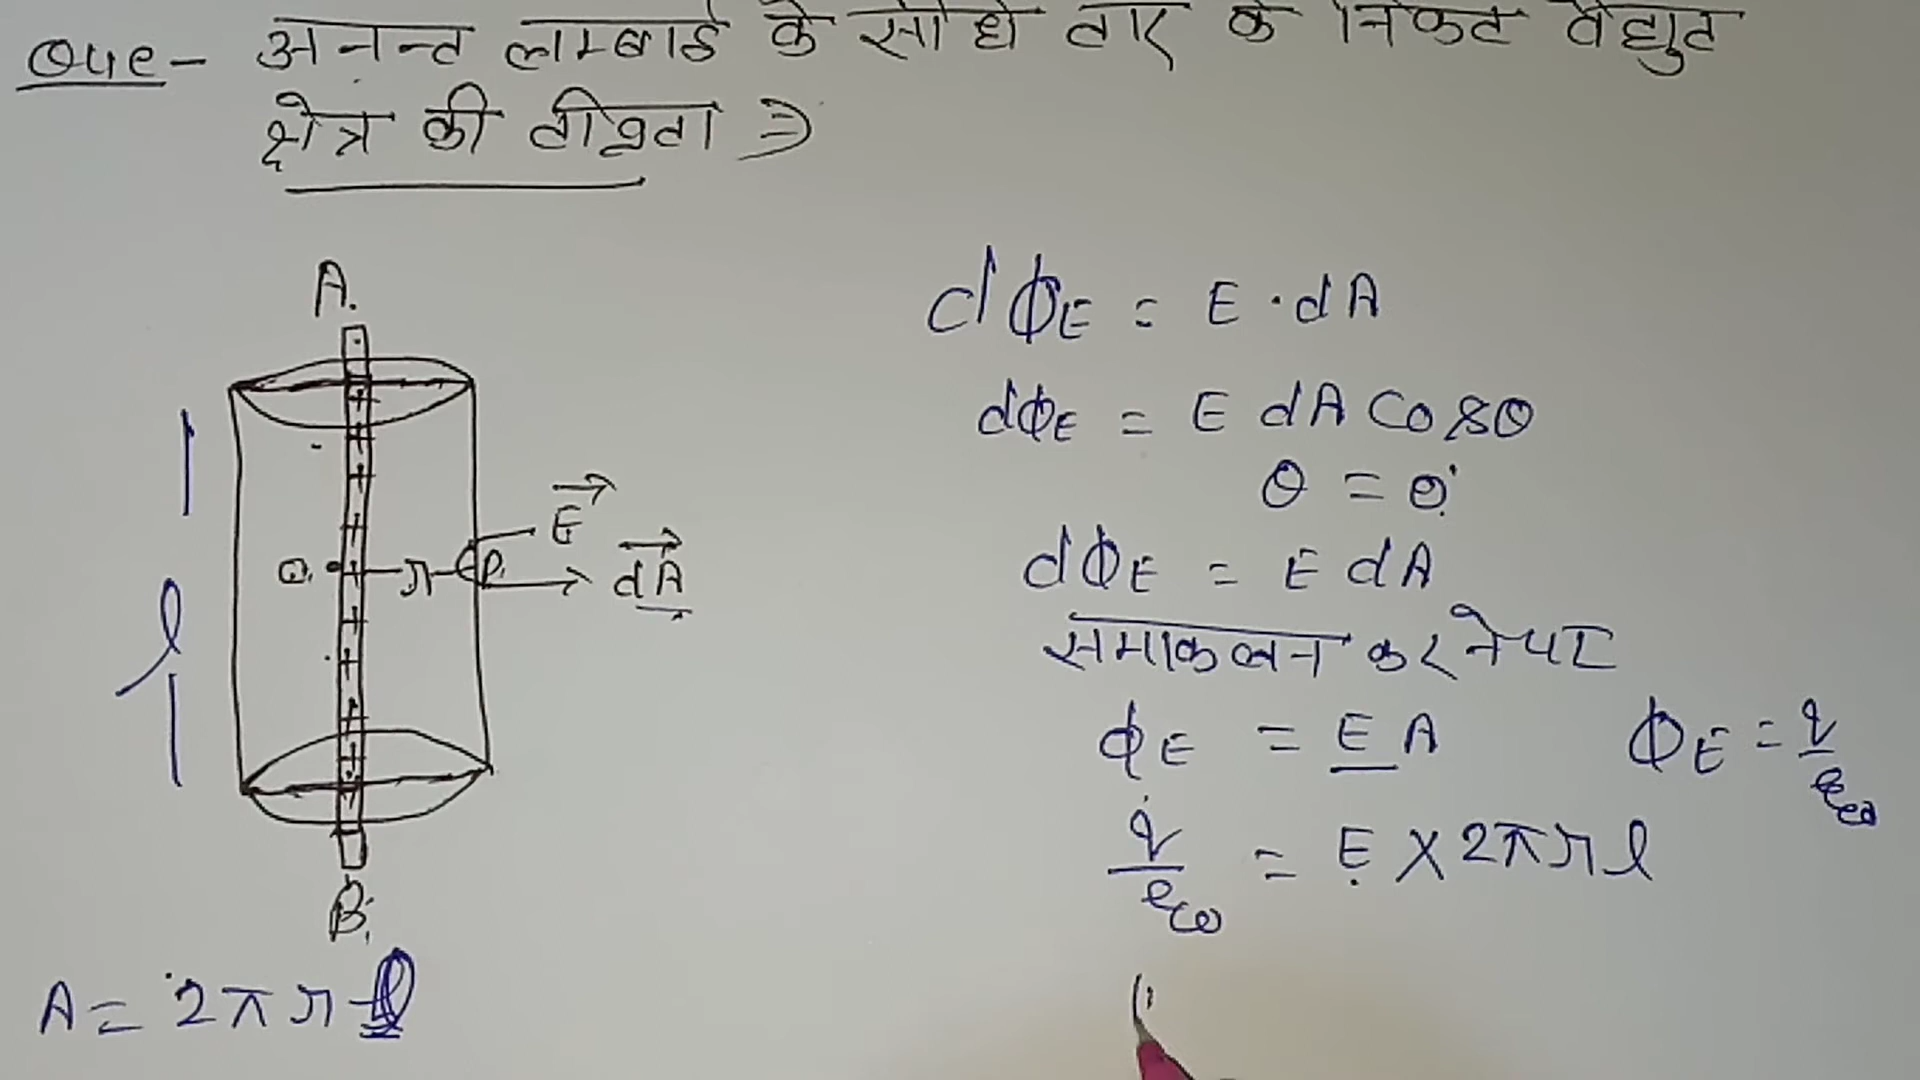 Que- अनन्त लम्बाई के सीधे तार के निकट वैद्युत
क्षेत्र की तीव्रता ⇒
A.
l
O.
r
P.
E
dA
B.
A = 2πrl
dΦE = E · dA
dΦE = E dA Cosθ
θ = 0°
dΦE = E dA
समाकलन करने पर
ΦE = E A
ΦE = q/ε0
q/ε0 = E × 2πrl